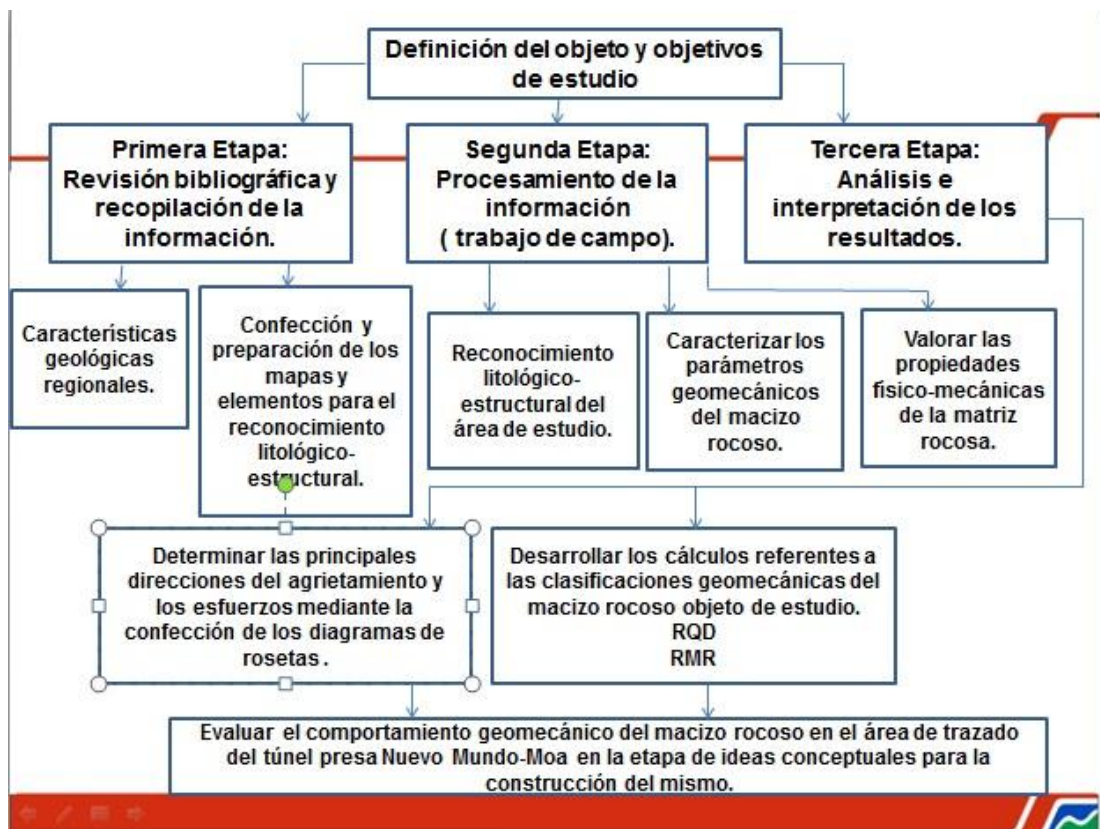 Definición del objeto y objetivos
de estudio
Primera Etapa:
Revisión bibliográfica y
recopilación de la
información.
Segunda Etapa:
Procesamiento de la
información
( trabajo de campo).
Tercera Etapa:
Análisis e
interpretación de los
resultados.
Características
geológicas
regionales.
Confección y
preparación de los
mapas y
elementos para el
reconocimiento
litológico-
estructural.
Reconocimiento
litológico-
estructural del
área de estudio.
Caracterizar los
parámetros
geomecánicos
del macizo
rocoso.
Valorar las
propiedades
físico-mecánicas
de la matriz
rocosa.
Determinar las principales
direcciones del agrietamiento y
los esfuerzos mediante la
confección de los diagramas de
rosetas .
Desarrollar los cálculos referentes a
las clasificaciones geomecánicas del
macizo rocoso objeto de estudio.
RQD
RMR
Evaluar el comportamiento geomecánico del macizo rocoso en el área de trazado
del túnel presa Nuevo Mundo-Moa en la etapa de ideas conceptuales para la
construcción del mismo.